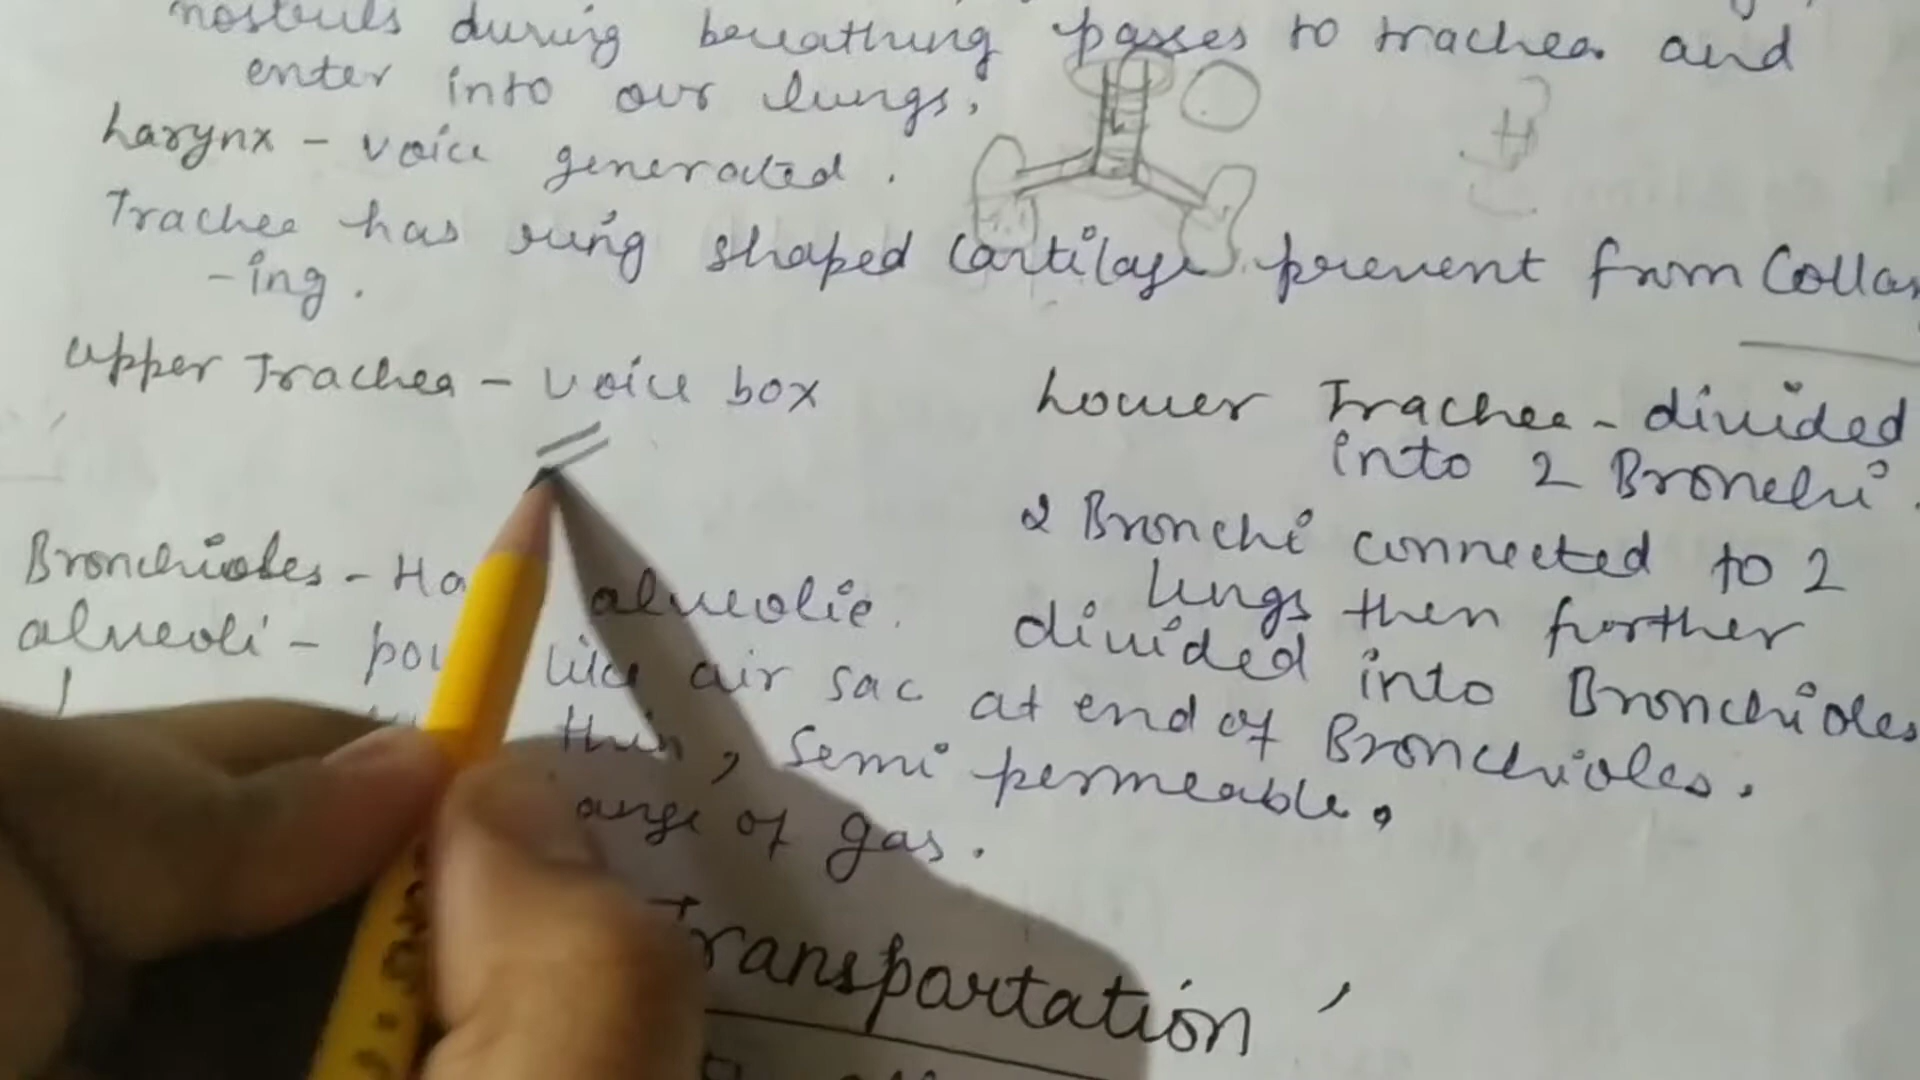 nostrils during breathing passes to trachea and
enter into our lungs,
Larynx - voice generated.
Trachea has ring shaped Cartilage prevent from Collap
-ing.
Upper Trachea - voice box
Lower Trachea - divided
into 2 Bronchi.
2 Bronchi connected to 2
lungs then further
divided into Bronchioles
Bronchioles - Ha alveolie.
alveoli - like air sac at end of Bronchioles.
thin, semi permeable,
of gas.
Transportation